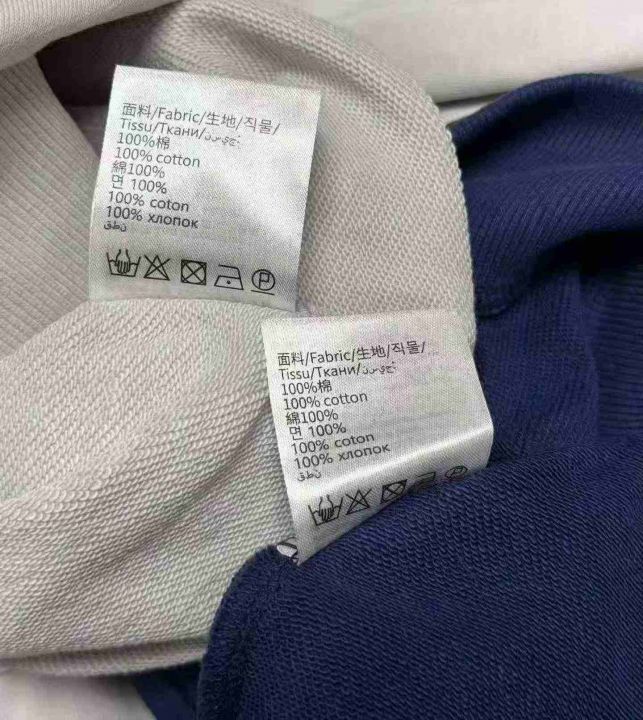 面料/Fabric/生地/직물/
Tissu/Ткани/
100%棉
100% cotton
綿100%
면 100%
100% coton
100% хлопок
قطن
面料/Fabric/生地/직물/
Tissu/Ткани/
100%棉
100% cotton
綿100%
면 100%
100% coton
100% хлопок
قطن